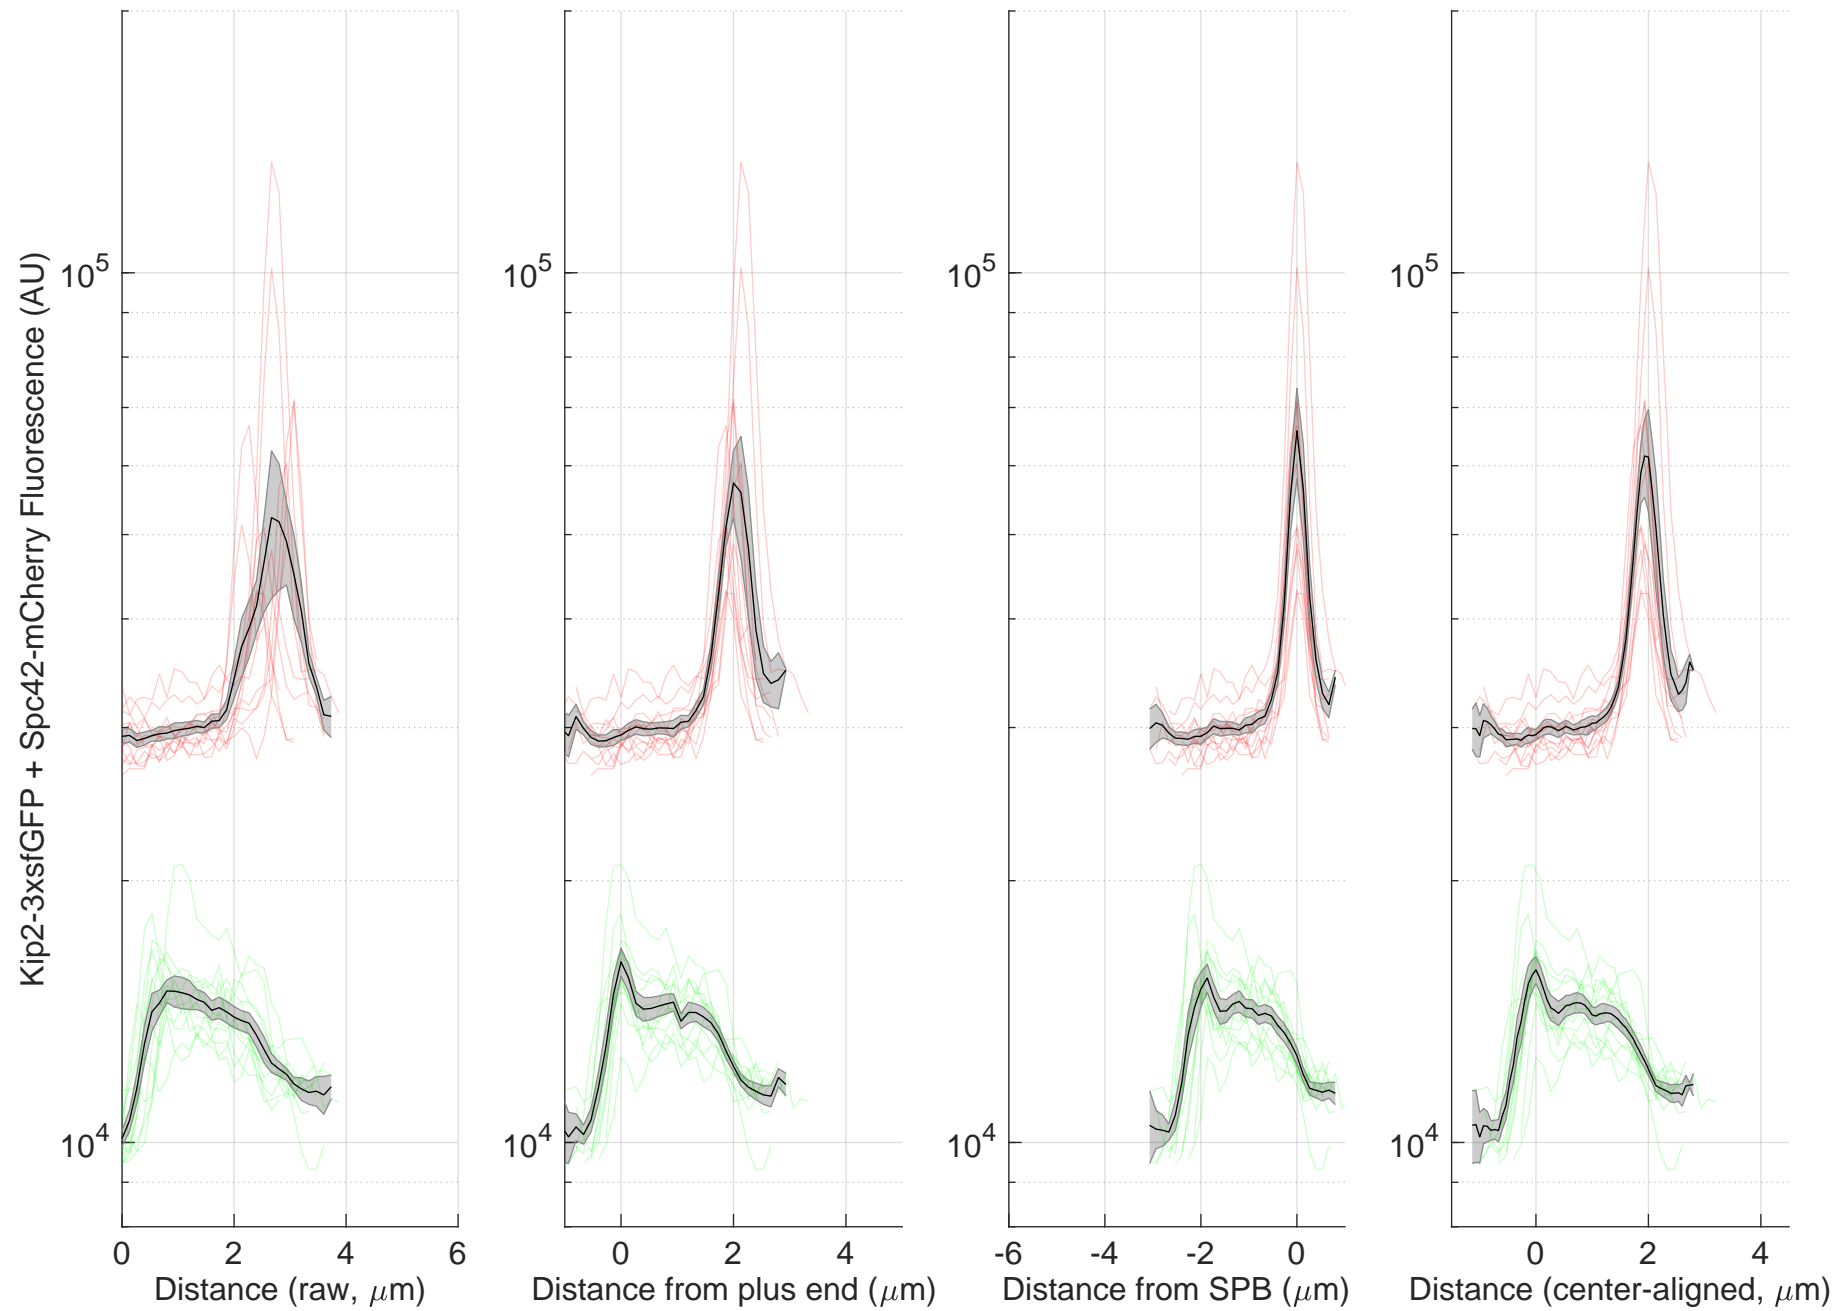 Kip2-3xsfGFP + Spc42-mCherry Fluorescence (AU)
10^5 10^5 10^5 10^5
10^4 10^4 10^4 10^4
0 2 4 6 0 2 4 -6 -4 -2 0 0 2 4
Distance (raw, μm) Distance from plus end (μm) Distance from SPB (μm) Distance (center-aligned, μm)